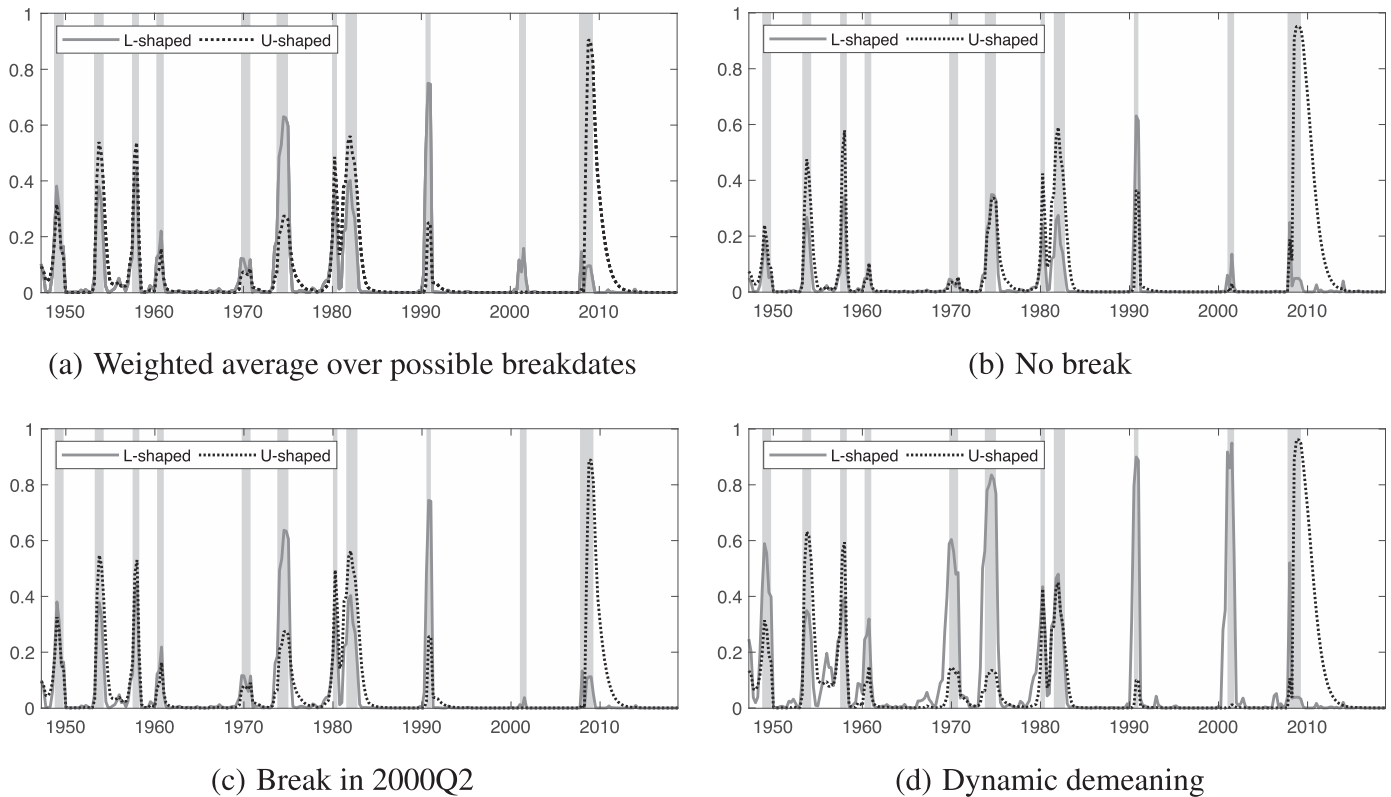 1
L-shaped U-shaped
0.8
0.6
0.4
0.2
0
1950 1960 1970 1980 1990 2000 2010
(a) Weighted average over possible breakdates
1
L-shaped U-shaped
0.8
0.6
0.4
0.2
0
1950 1960 1970 1980 1990 2000 2010
(b) No break
1
L-shaped U-shaped
0.8
0.6
0.4
0.2
0
1950 1960 1970 1980 1990 2000 2010
(c) Break in 2000Q2
1
L-shaped U-shaped
0.8
0.6
0.4
0.2
0
1950 1960 1970 1980 1990 2000 2010
(d) Dynamic demeaning